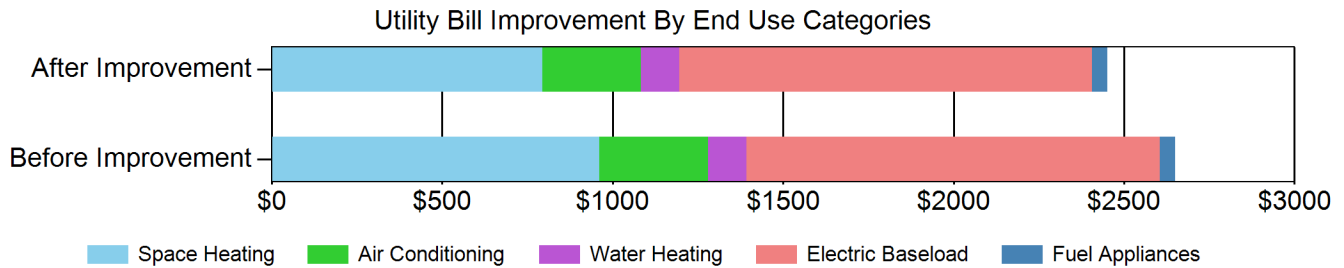 Utility Bill Improvement By End Use Categories
After Improvement
Before Improvement
$0 $500 $1000 $1500 $2000 $2500 $3000
Space Heating Air Conditioning Water Heating Electric Baseload Fuel Appliances